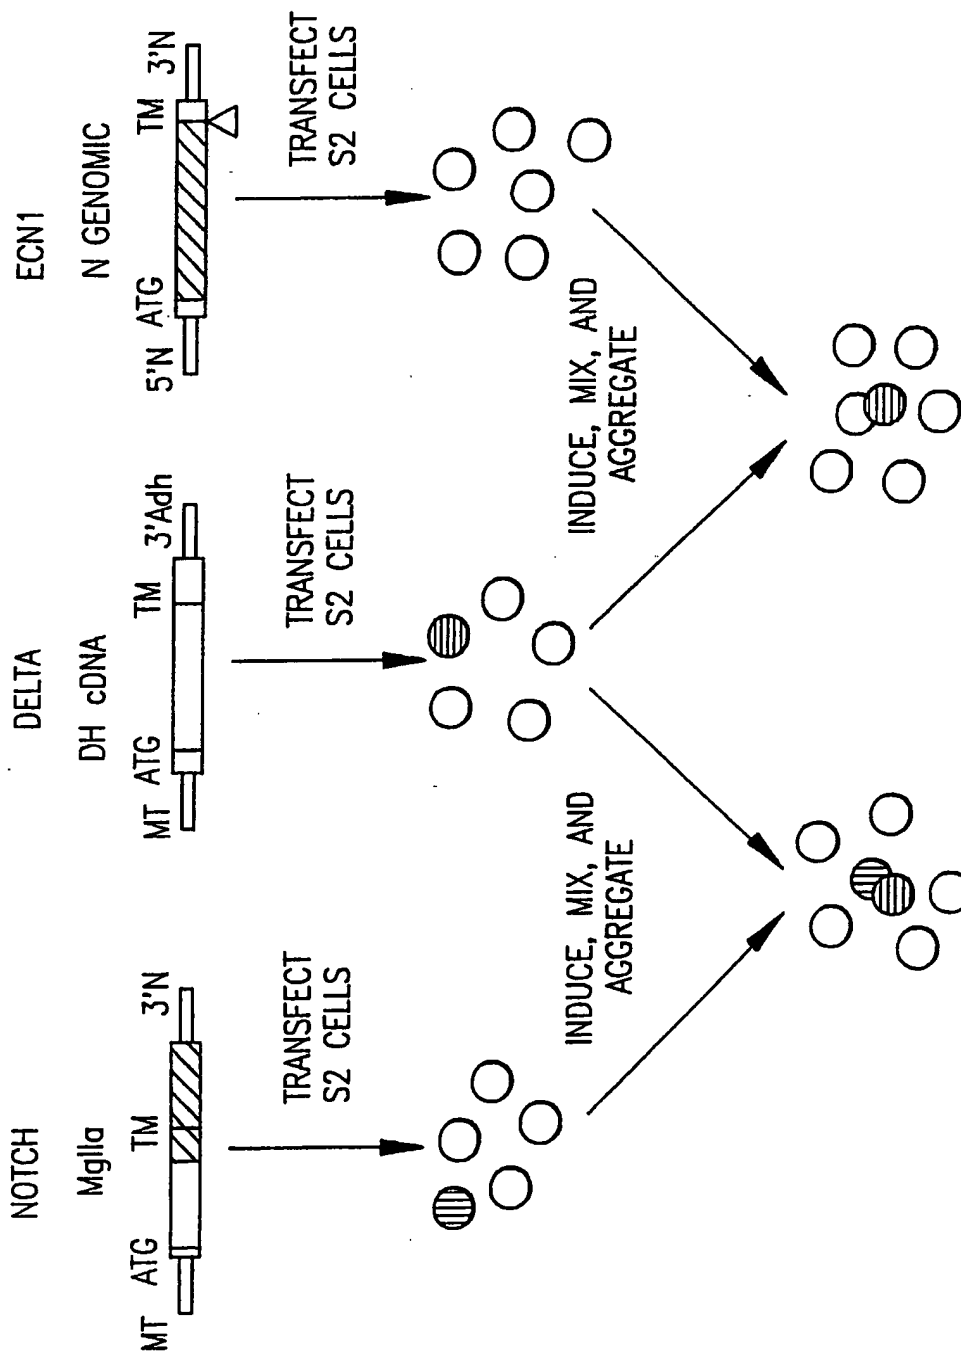 NOTCH
MgIIa
MT ATG TM 3'N
TRANSFECT
S2 CELLS
DELTA
DH cDNA
MT ATG TM 3'Adh
TRANSFECT
S2 CELLS
ECN1
N GENOMIC
5'N ATG TM 3'N
TRANSFECT
S2 CELLS
INDUCE, MIX, AND
AGGREGATE
INDUCE, MIX, AND
AGGREGATE